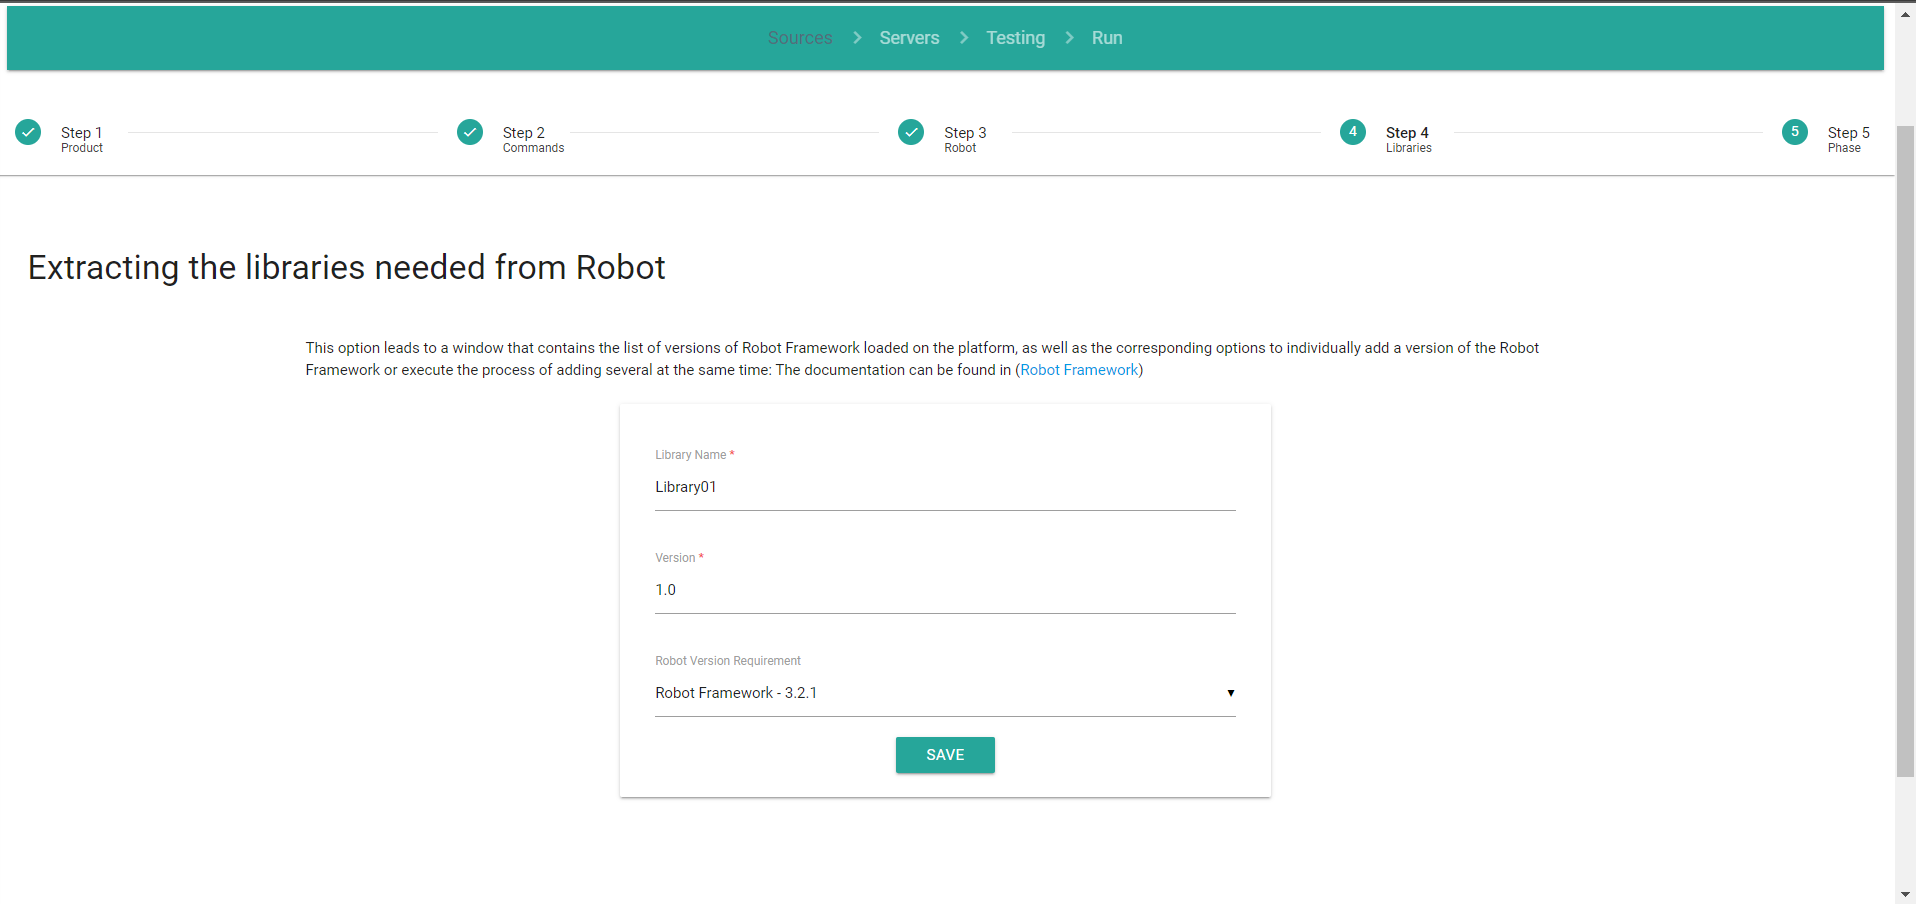 Sources Servers Testing Run
Step 1 Step 2 Step 3 4 Step 4 5 Step 5
Product Commands Robot Libraries Phase
Extracting the libraries needed from Robot
This option leads to a window that contains the list of versions of Robot Framework loaded on the platform, as well as the corresponding options to individually add a version of the Robot
Framework or execute the process of adding several at the same time: The documentation can be found in (Robot Framework)
Library Name *
Library01
Version *
1.0
Robot Version Requirement
Robot Framework - 3.2.1
SAVE